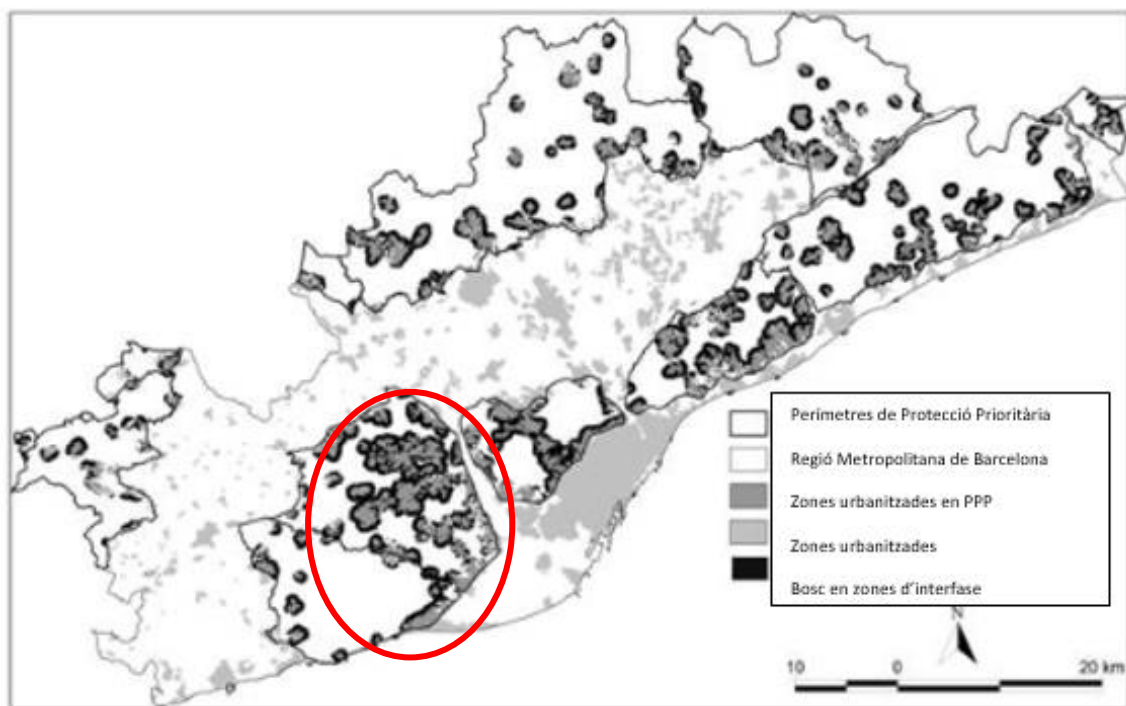 Perímetres de Protecció Prioritària
Regió Metropolitana de Barcelona
Zones urbanitzades en PPP
Zones urbanitzades
Bosc en zones d´interfase
N
10 0 20 km